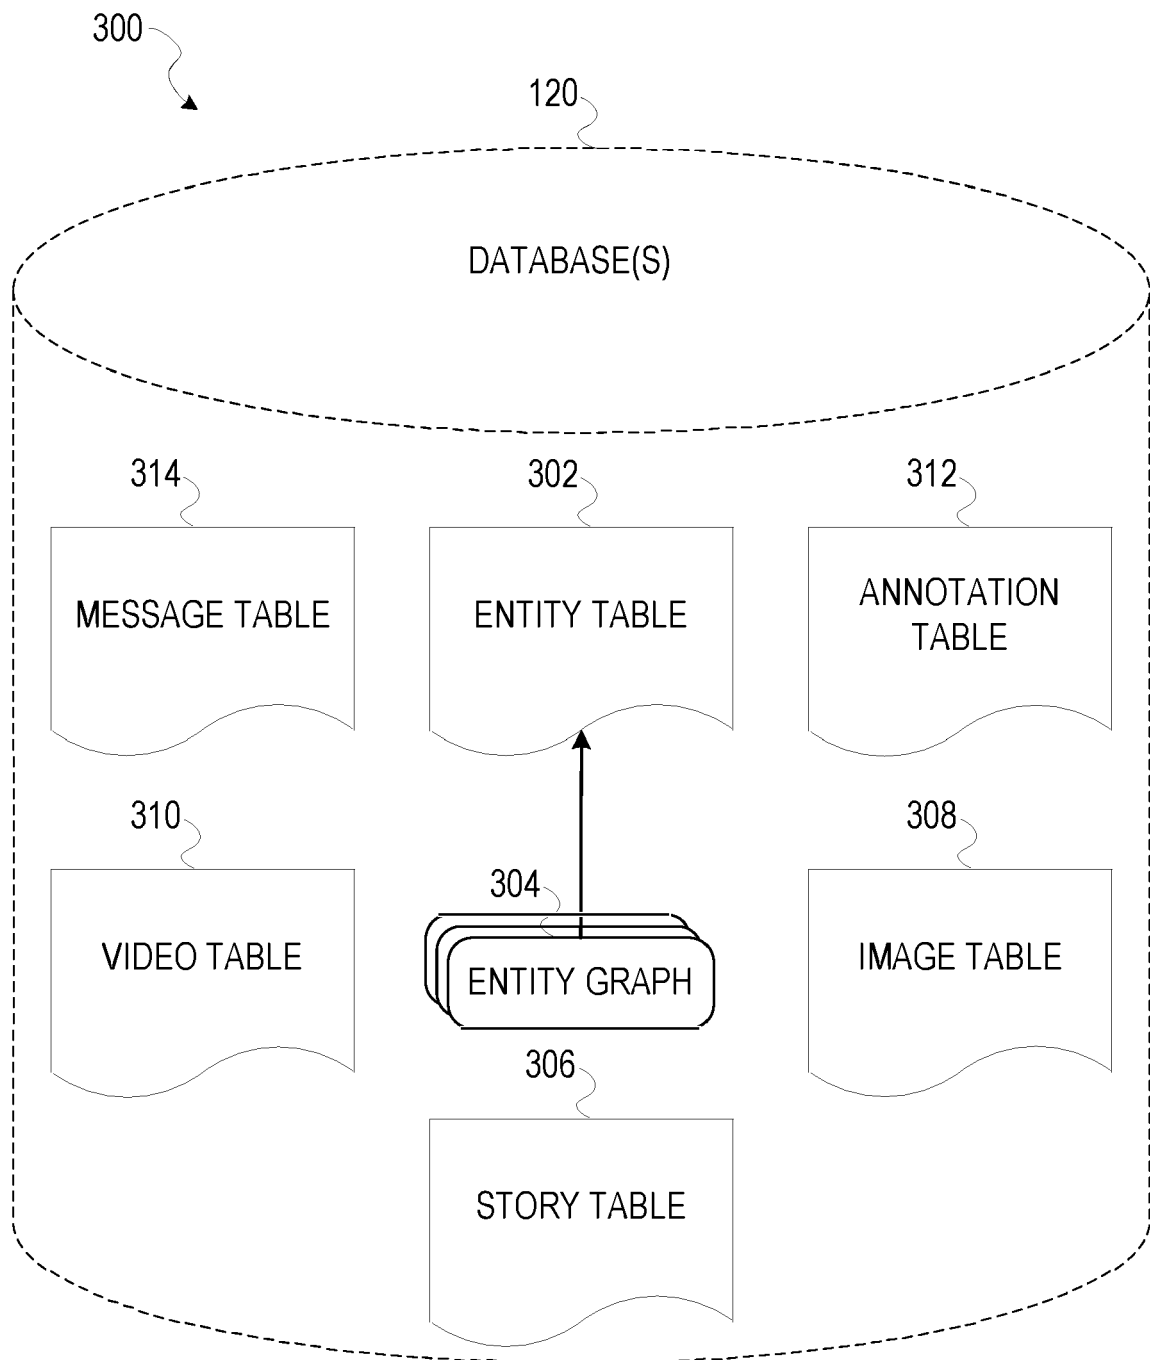 300
120
DATABASE(S)
314
302
312
MESSAGE TABLE
ENTITY TABLE
ANNOTATION
TABLE
310
308
304
VIDEO TABLE
ENTITY GRAPH
IMAGE TABLE
306
STORY TABLE